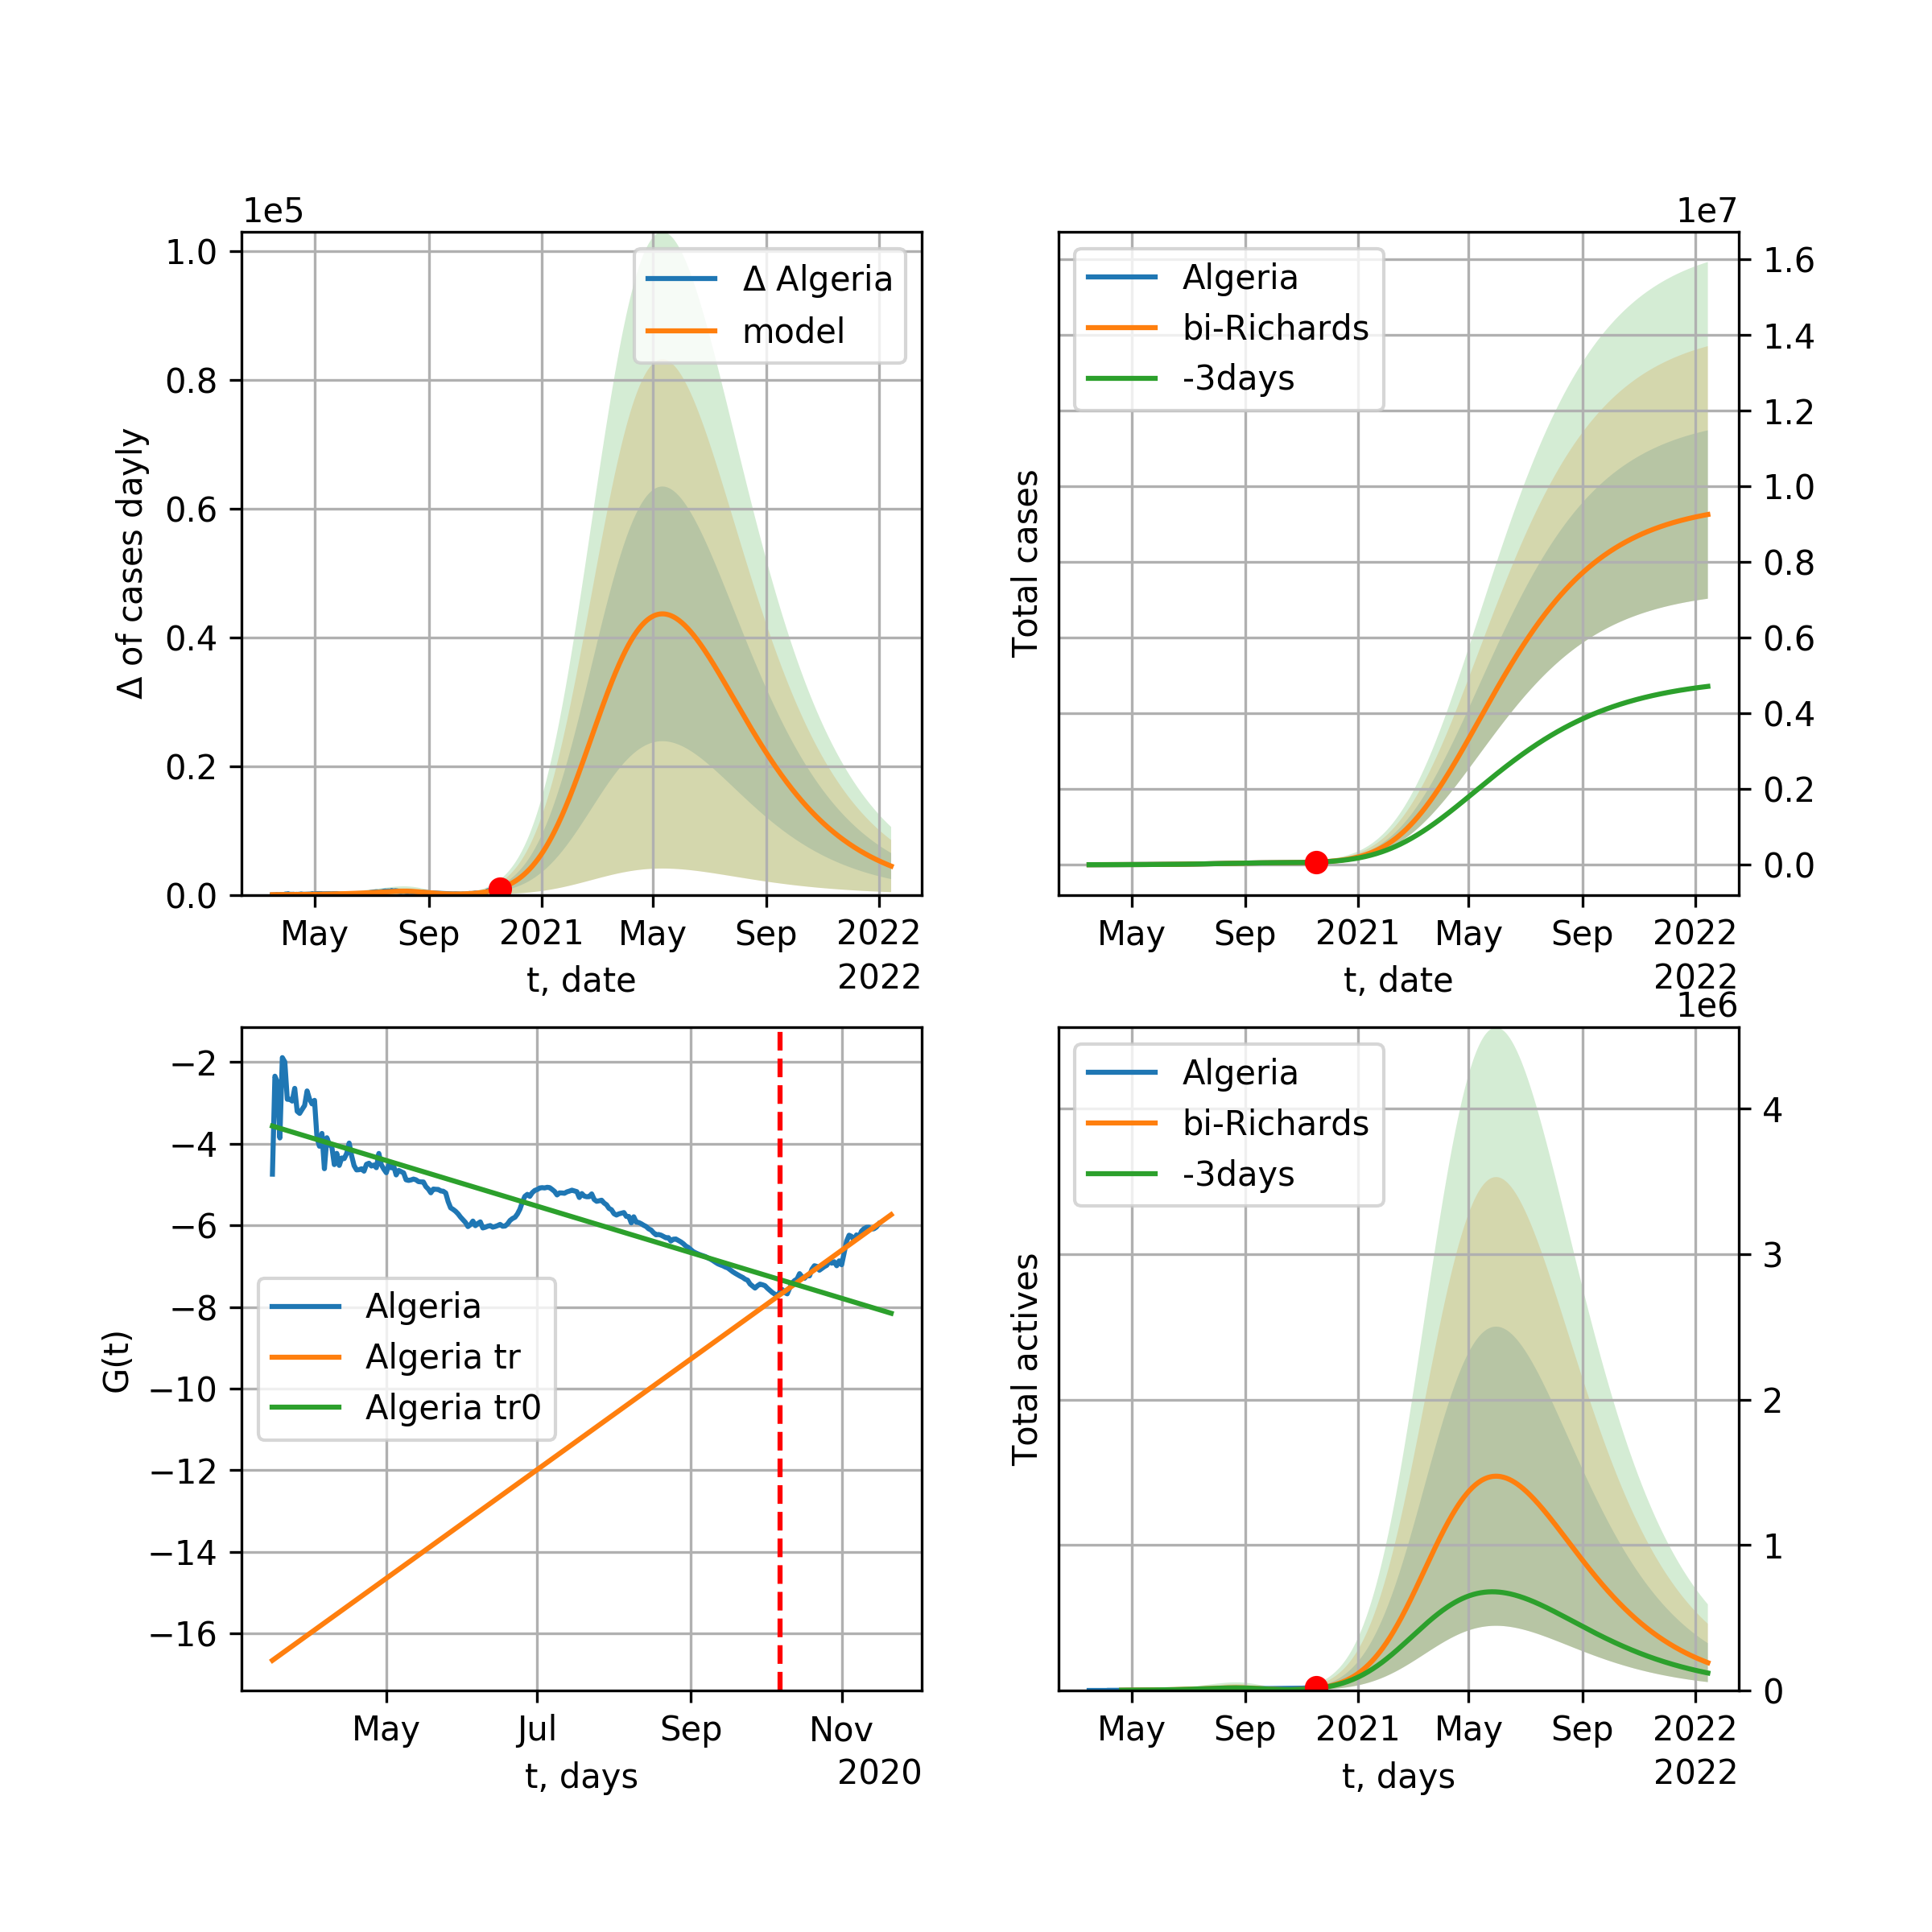 1e5
1.0
0.8
0.6
0.4
0.2
0.0
Δ of cases dayly
Δ Algeria
model
May Sep 2021 May Sep 2022
t, date
2022
1e7
Algeria
bi-Richards
-3days
Total cases
1.6
1.4
1.2
1.0
0.8
0.6
0.4
0.2
0.0
May Sep 2021 May Sep 2022
t, date
2022
−2
−4
−6
−8
−10
−12
−14
−16
G(t)
Algeria
Algeria tr
Algeria tr0
May Jul Sep Nov
t, days
2020
1e6
Algeria
bi-Richards
-3days
Total actives
4
3
2
1
0
May Sep 2021 May Sep 2022
t, days
2022